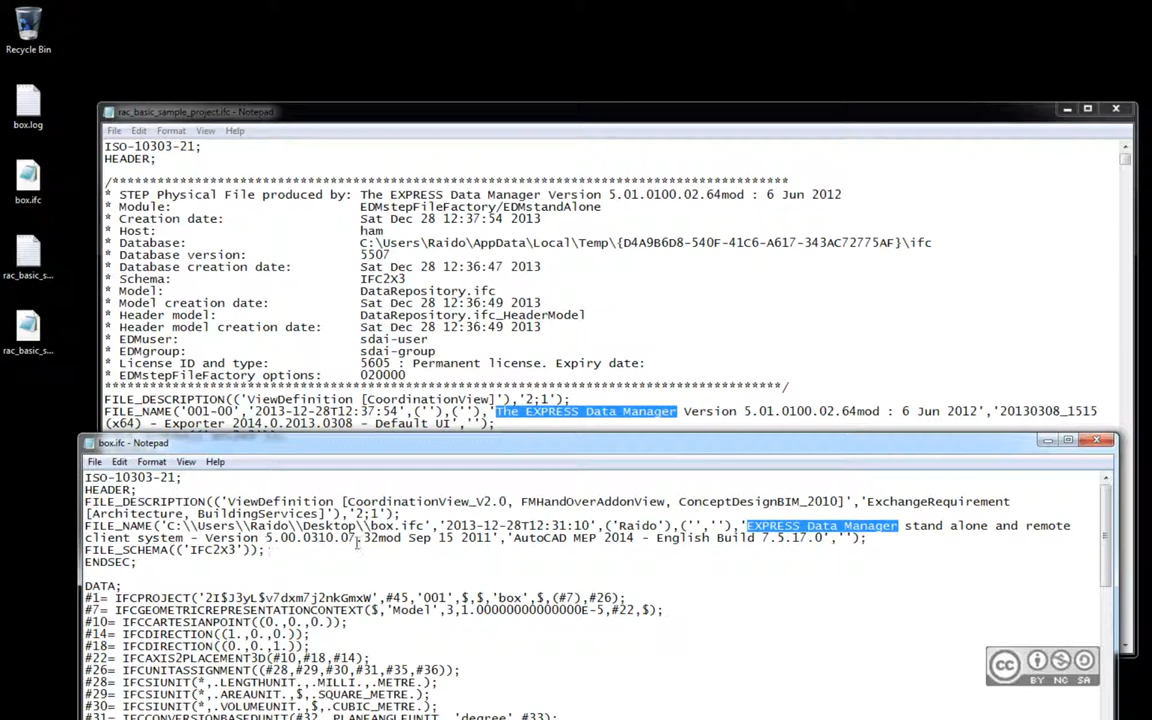 Recycle Bin
box.log
box.ifc
rac_basic_s...
rac_basic_s...
rac_basic_sample_project.ifc - Notepad
File Edit Format View Help
ISO-10303-21;
HEADER;
/******************************************************************************************
* STEP Physical File produced by: The EXPRESS Data Manager Version 5.01.0100.02.64mod : 6 Jun 2012
* Module: EDMstepFileFactory/EDMstandAlone
* Creation date: Sat Dec 28 12:37:54 2013
* Host: ham
* Database: C:\Users\Raido\AppData\Local\Temp\{D4A9B6D8-540F-41C6-A617-343AC72775AF}\ifc
* Database version: 5507
* Database creation date: Sat Dec 28 12:36:47 2013
* Schema: IFC2X3
* Model: DataRepository.ifc
* Model creation date: Sat Dec 28 12:36:49 2013
* Header model: DataRepository.ifc_HeaderModel
* Header model creation date: Sat Dec 28 12:36:49 2013
* EDMuser: sdai-user
* EDMgroup: sdai-group
* License ID and type: 5605 : Permanent license. Expiry date:
* EDMstepFileFactory options: 020000
******************************************************************************************/
FILE_DESCRIPTION(('ViewDefinition [CoordinationView]'),'2;1');
FILE_NAME('001-00','2013-12-28T12:37:54',(''),(''),'The EXPRESS Data Manager Version 5.01.0100.02.64mod : 6 Jun 2012','20130308_1515
(x64) - Exporter 2014.0.2013.0308 - Default UI','');
box.ifc - Notepad
File Edit Format View Help
ISO-10303-21;
HEADER;
FILE_DESCRIPTION(('ViewDefinition [CoordinationView_V2.0, FMHandOverAddonView, ConceptDesignBIM_2010]','ExchangeRequirement
[Architecture, BuildingServices]'),'2;1');
FILE_NAME('C:\\Users\\Raido\\Desktop\\box.ifc','2013-12-28T12:31:10',('Raido'),('',''),'EXPRESS Data Manager stand alone and remote
client system - Version 5.00.0310.07.32mod Sep 15 2011','AutoCAD MEP 2014 - English Build 7.5.17.0','');
FILE_SCHEMA(('IFC2X3'));
ENDSEC;
DATA;
#1= IFCPROJECT('2I$J3yL$v7dxm7j2nkGmxW',#45,'001',$,$,'box',$,(#7),#26);
#7= IFCGEOMETRICREPRESENTATIONCONTEXT($,'Model',3,1.00000000000000E-5,#22,$);
#10= IFCCARTESIANPOINT((0.,0.,0.));
#14= IFCDIRECTION((1.,0.,0.));
#18= IFCDIRECTION((0.,0.,1.));
#22= IFCAXIS2PLACEMENT3D(#10,#18,#14);
#26= IFCUNITASSIGNMENT((#28,#29,#30,#31,#35,#36));
#28= IFCSIUNIT(*,.LENGTHUNIT.,.MILLI.,.METRE.);
#29= IFCSIUNIT(*,.AREAUNIT.,$,.SQUARE_METRE.);
#30= IFCSIUNIT(*,.VOLUMEUNIT.,$,.CUBIC_METRE.);
#31= IFCCONVERSIONBASEDUNIT(#32,.PLANEANGLEUNIT.,'degree',#33);
cc BY NC SA